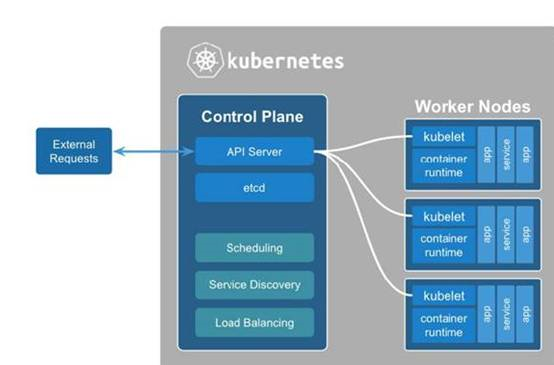 kubernetes
Control Plane
External
Requests
API Server
etcd
Scheduling
Service Discovery
Load Balancing
Worker Nodes
kubelet
container
runtime
app
service
app
kubelet
container
runtime
app
service
app
kubelet
container
runtime
app
service
app